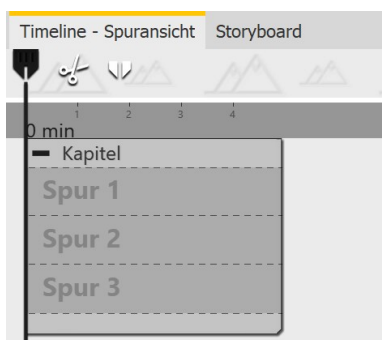 Timeline - Spuransicht Storyboard
1 2 3 4
0 min
Kapitel
Spur 1
Spur 2
Spur 3